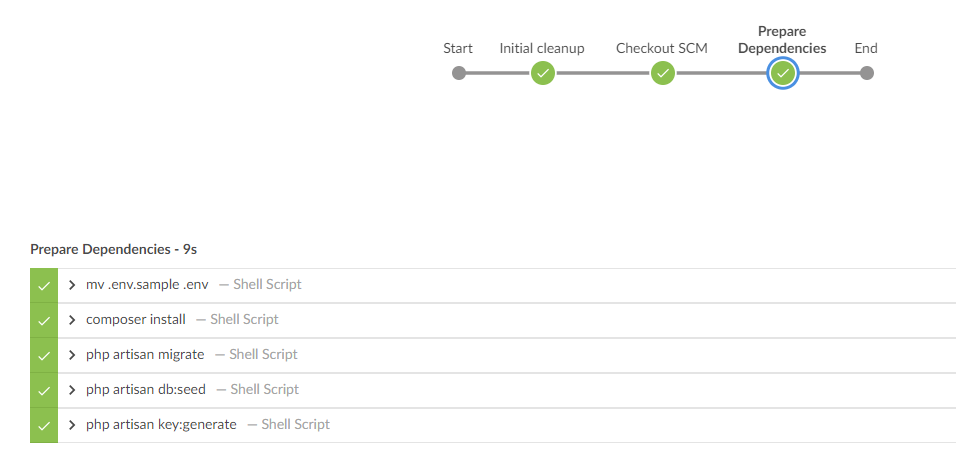 Start
Initial cleanup
Checkout SCM
Prepare
Dependencies
End
Prepare Dependencies - 9s
mv .env.sample .env — Shell Script
composer install — Shell Script
php artisan migrate — Shell Script
php artisan db:seed — Shell Script
php artisan key:generate — Shell Script